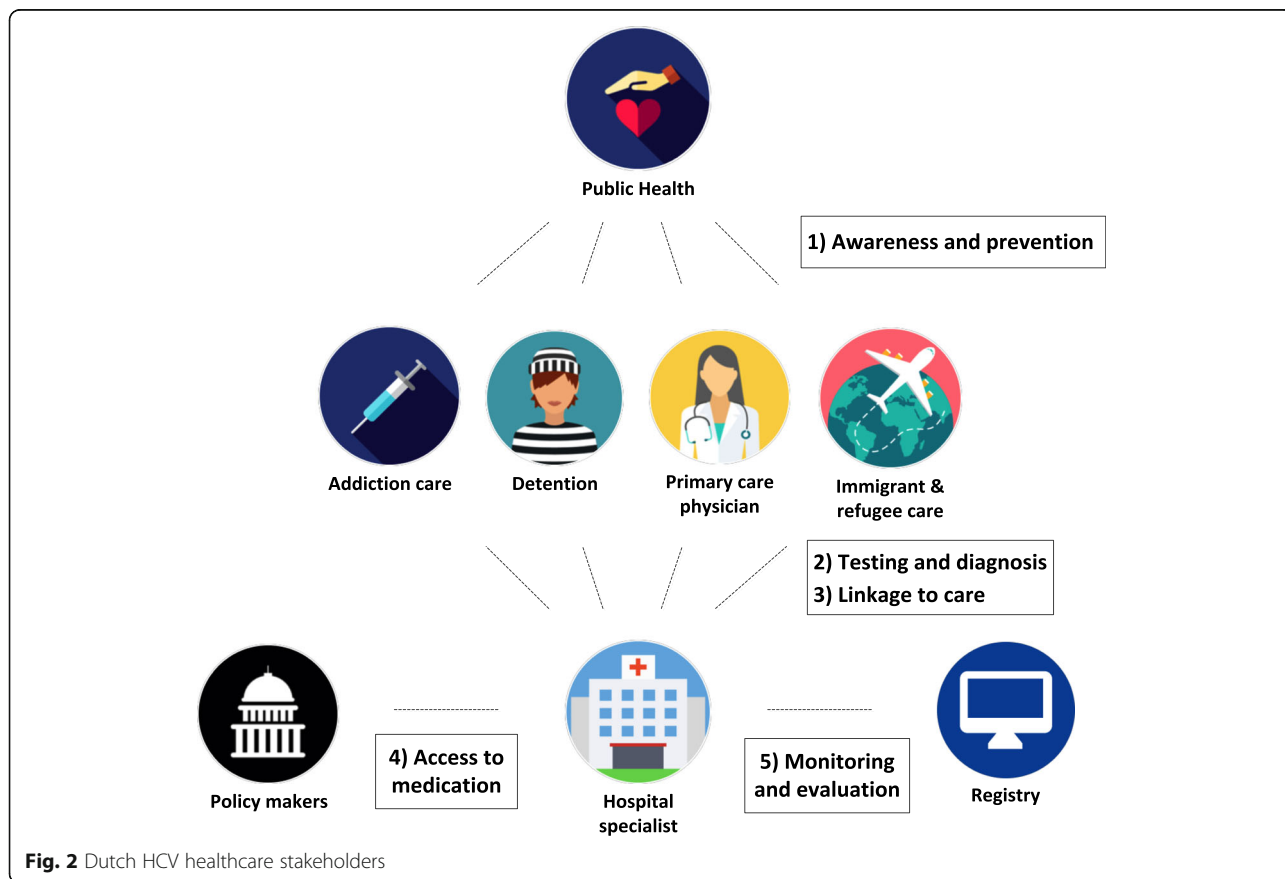 Public Health
1) Awareness and prevention
Addiction care
Detention
Primary care
physician
Immigrant &
refugee care
2) Testing and diagnosis
3) Linkage to care
Policy makers
4) Access to
medication
Hospital
specialist
5) Monitoring
and evaluation
Registry
Fig. 2 Dutch HCV healthcare stakeholders